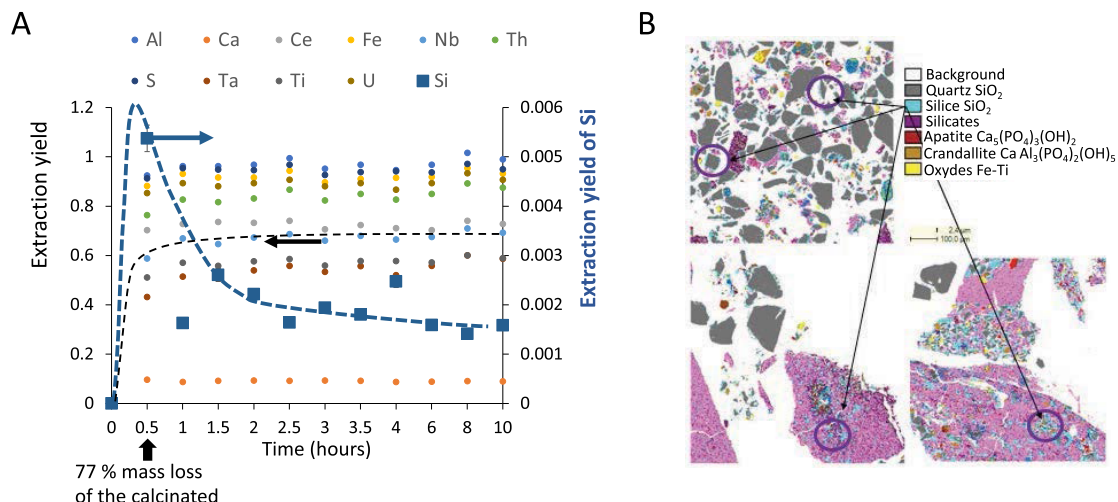 A
Al Ca Ce Fe Nb Th
S Ta Ti U Si
Extraction yield
1.2
1
0.8
0.6
0.4
0.2
0
0.006
0.005
0.004
0.003
0.002
0.001
0
Extraction yield of Si
0 0.5 1 1.5 2 2.5 3 3.5 4 6 8 10
Time (hours)
77 % mass loss
of the calcinated
B
Background
Quartz SiO2
Silice SiO2
Silicates
Apatite Ca5(PO4)3(OH)2
Crandallite Ca Al3(PO4)2(OH)5
Oxydes Fe-Ti
100.0 µm